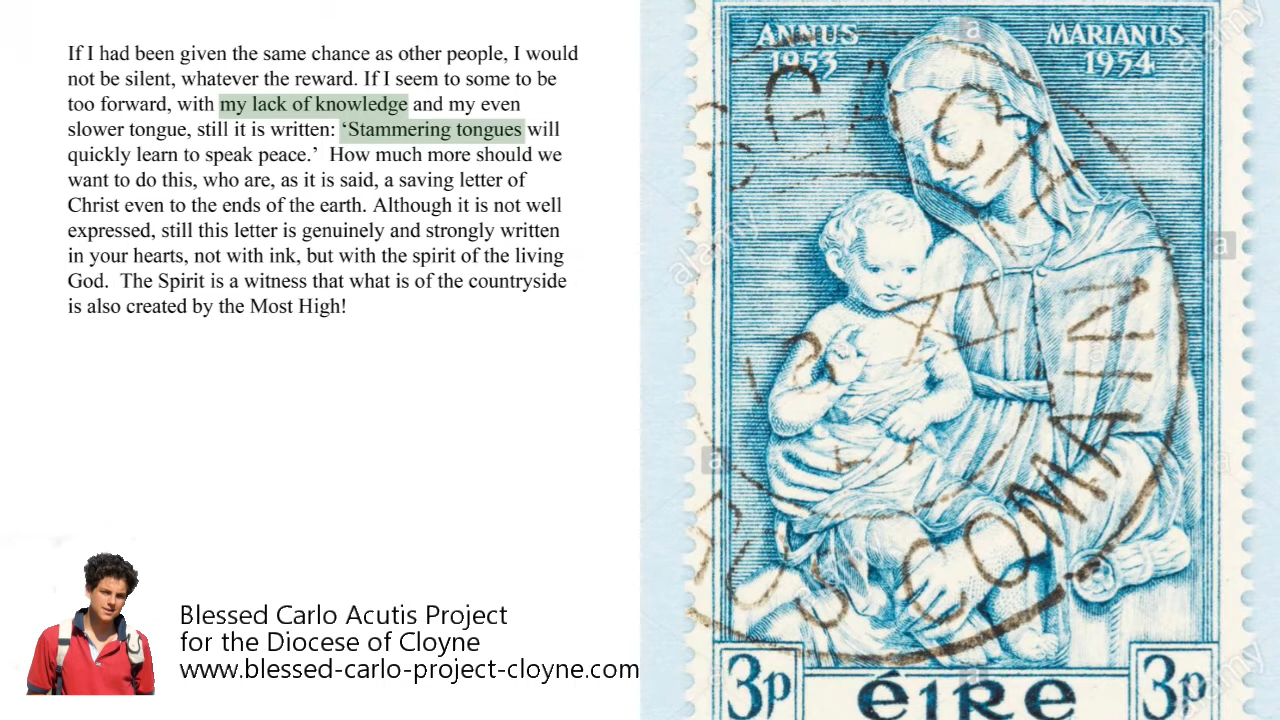 If I had been given the same chance as other people, I would
not be silent, whatever the reward. If I seem to some to be
too forward, with my lack of knowledge and my even
slower tongue, still it is written: ‘Stammering tongues will
quickly learn to speak peace.’ How much more should we
want to do this, who are, as it is said, a saving letter of
Christ even to the ends of the earth. Although it is not well
expressed, still this letter is genuinely and strongly written
in your hearts, not with ink, but with the spirit of the living
God. The Spirit is a witness that what is of the countryside
is also created by the Most High!
Blessed Carlo Acutis Project
for the Diocese of Cloyne
www.blessed-carlo-project-cloyne.com
ANNUS
1953
MARIANUS
1954
3p
éIRe
3p
alamy